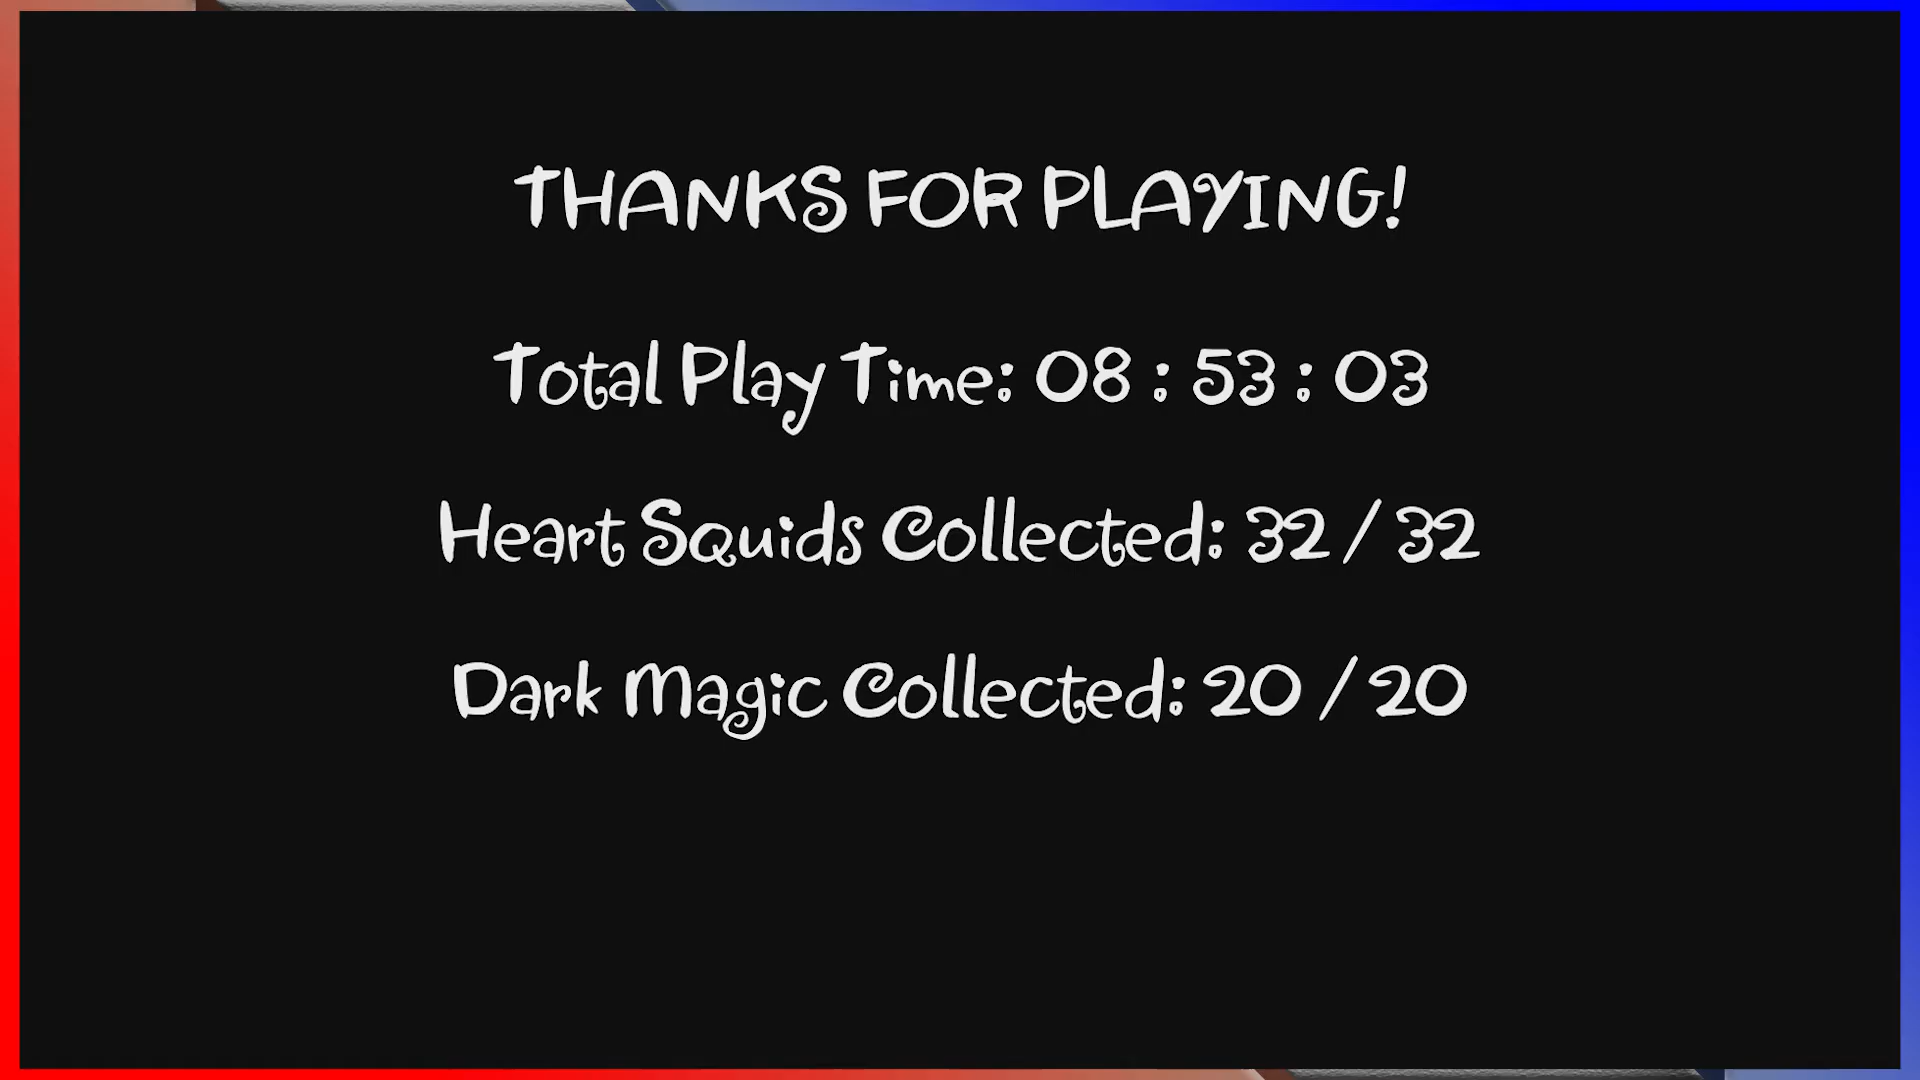 THANKS FOR PLAYING!
Total Play Time: 08 : 53 : 03
Heart Squids Collected: 32 / 32
Dark Magic Collected: 20 / 20